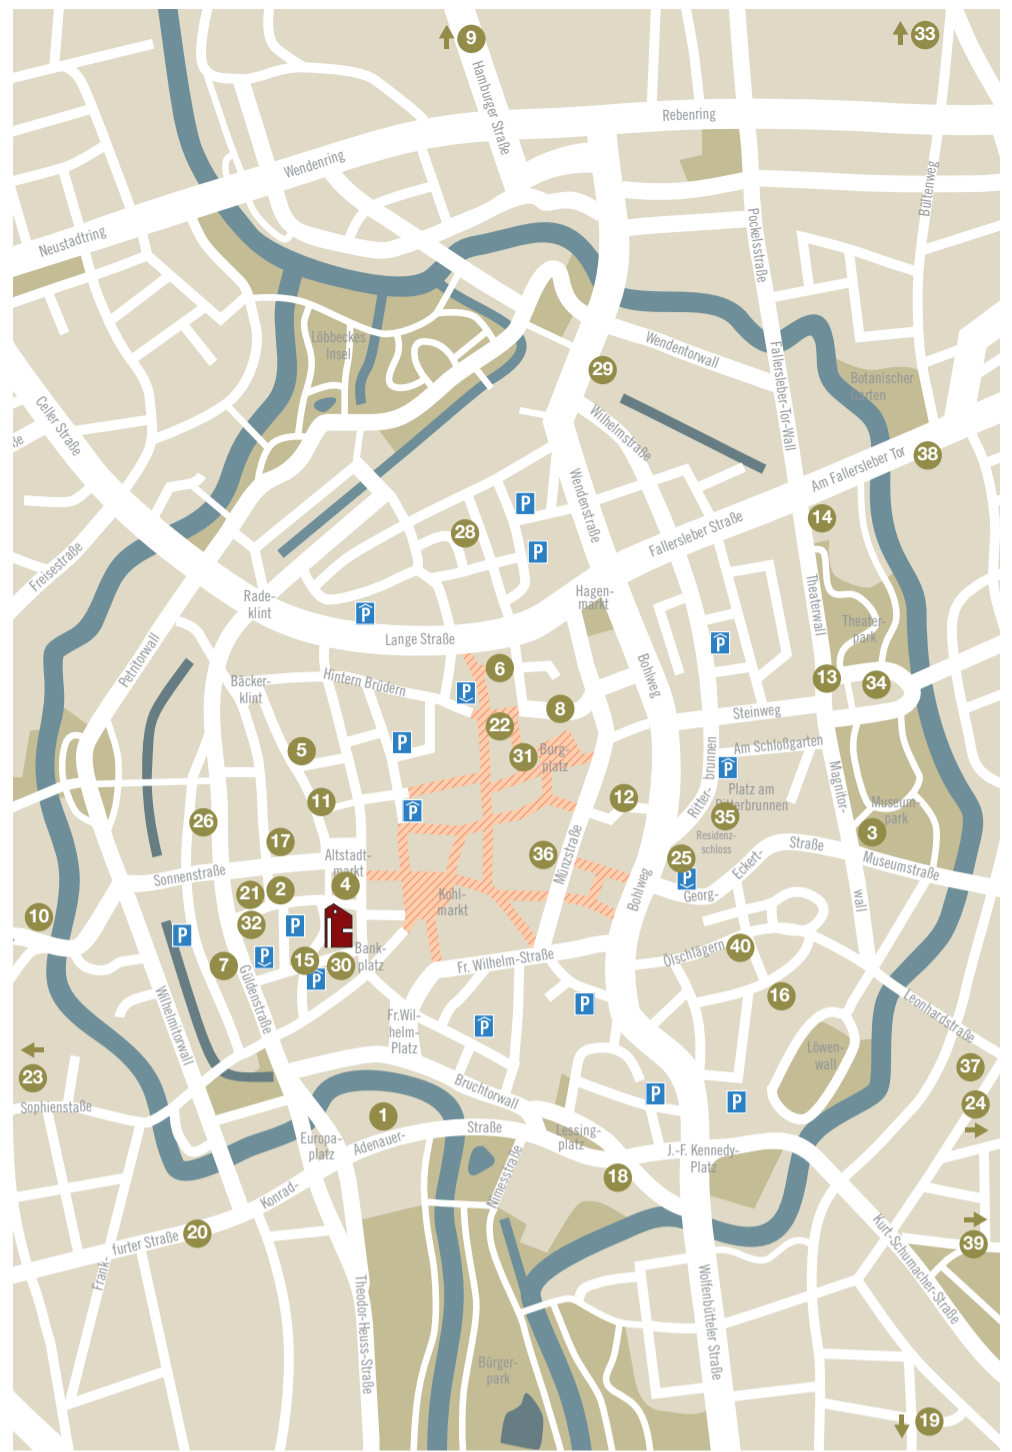 9
33
Hamburger Straße
Rebenring
Wendenring
Bültenweg
Neustadtring
Pockelsstraße
Löbbeckes
Insel
Wendentorwall
Fallersleber-Tor-Wall
29
Botanischer
Garten
Celler Straße
ße
Wilhelmstraße
Am Fallersleber Tor
38
Wendenstraße
P
14
28
Fallersleber Straße
P
Freisestraße
Rade-
klint
Hagen-
markt
Theaterwall
P
Lange Straße
Theater-
park
P
Petritorwall
Bohlweg
6
13
34
Bäcker-
klint
Hintern Brüdern
P
8
Steinweg
22
5
P
31
Burg-
platz
Ritter-
brunnen
Am Schloßgarten
P
Platz am
Ritterbrunnen
Magnitor-
wall
11
P
12
35
Museum-
park
26
3
17
Residenz-
schloss
Straße
Altstadt-
markt
36
Münzstraße
25
Eckert-
Museumstraße
Sonnenstraße
4
P
Georg-
21
2
Kohl-
markt
Bohlweg
10
32
P
P
Bank-
platz
Ölschlägern
40
7
P
15
30
P
Fr. Wilhelm-Straße
16
Wilhelmitorwall
Güldenstraße
Fr.Wil-
helm-
Platz
P
P
Leonhardstraße
Löwen-
wall
23
37
Bruchtorwall
P
P
24
Sophienstaße
1
Europa-
platz
Adenauer-
Straße
Lessing-
platz
J.-F. Kennedy-
Platz
Nimesstraße
18
Konrad-
20
Frank-
furter Straße
Kurt-Schumacher-Straße
39
Theodor-Heuss-Straße
Wolfenbütteler Straße
Bürger-
park
19